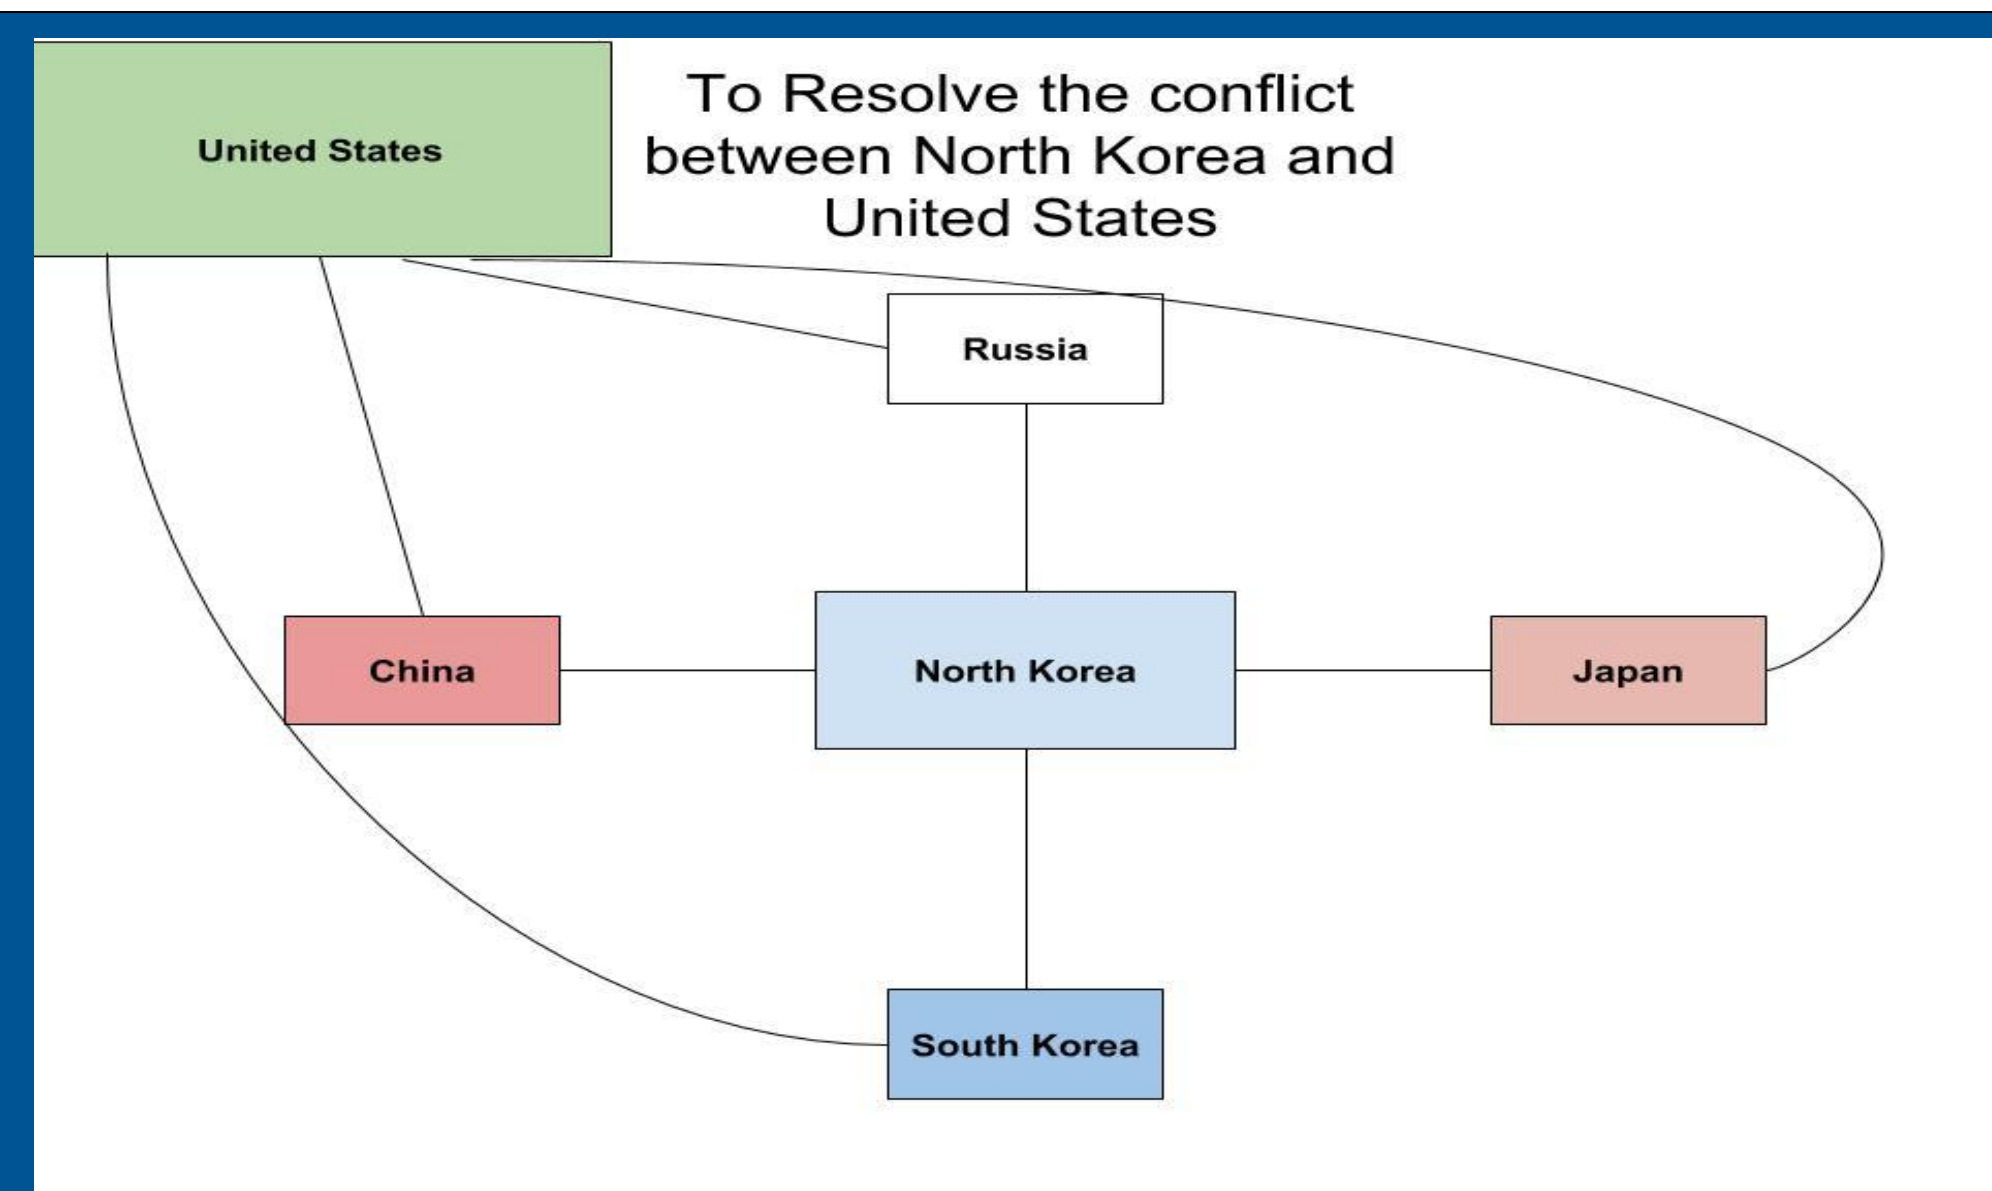 United States
To Resolve the conflict
between North Korea and
United States
Russia
China
North Korea
Japan
South Korea